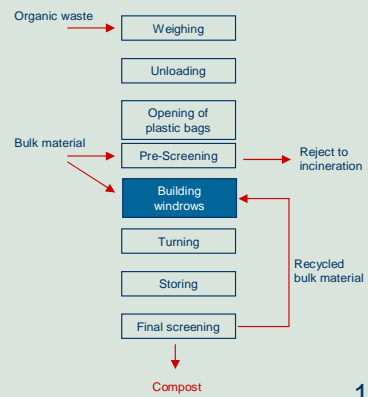 Organic waste
Weighing
Unloading
Opening of
plastic bags
Bulk material
Pre-Screening
Reject to
incineration
Building
windrows
Turning
Recycled
bulk material
Storing
Final screening
Compost
1